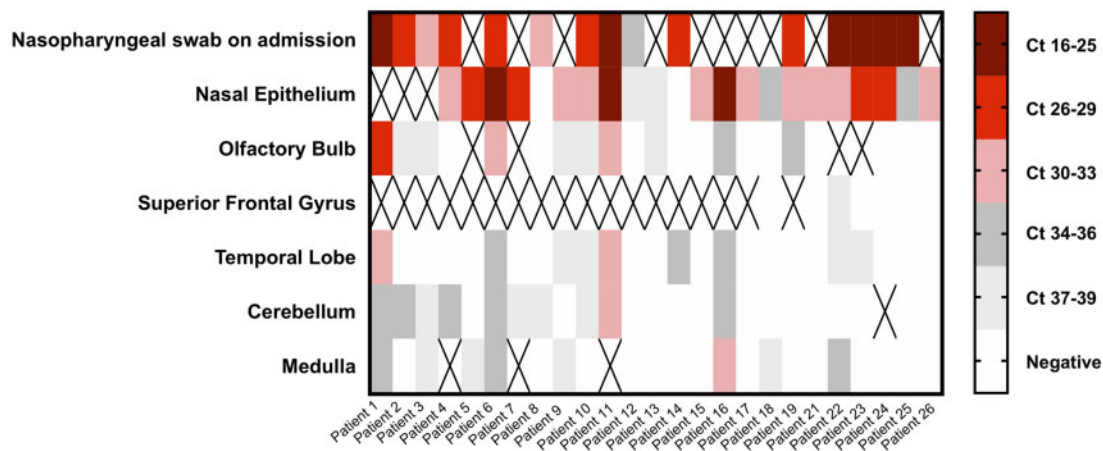 Nasopharyngeal swab on admission
Nasal Epithelium
Olfactory Bulb
Superior Frontal Gyrus
Temporal Lobe
Cerebellum
Medulla
Ct 16-25
Ct 26-29
Ct 30-33
Ct 34-36
Ct 37-39
Negative
Patient 1
Patient 2
Patient 3
Patient 4
Patient 5
Patient 6
Patient 7
Patient 8
Patient 9
Patient 10
Patient 11
Patient 12
Patient 13
Patient 14
Patient 15
Patient 16
Patient 17
Patient 18
Patient 19
Patient 21
Patient 22
Patient 23
Patient 24
Patient 25
Patient 26